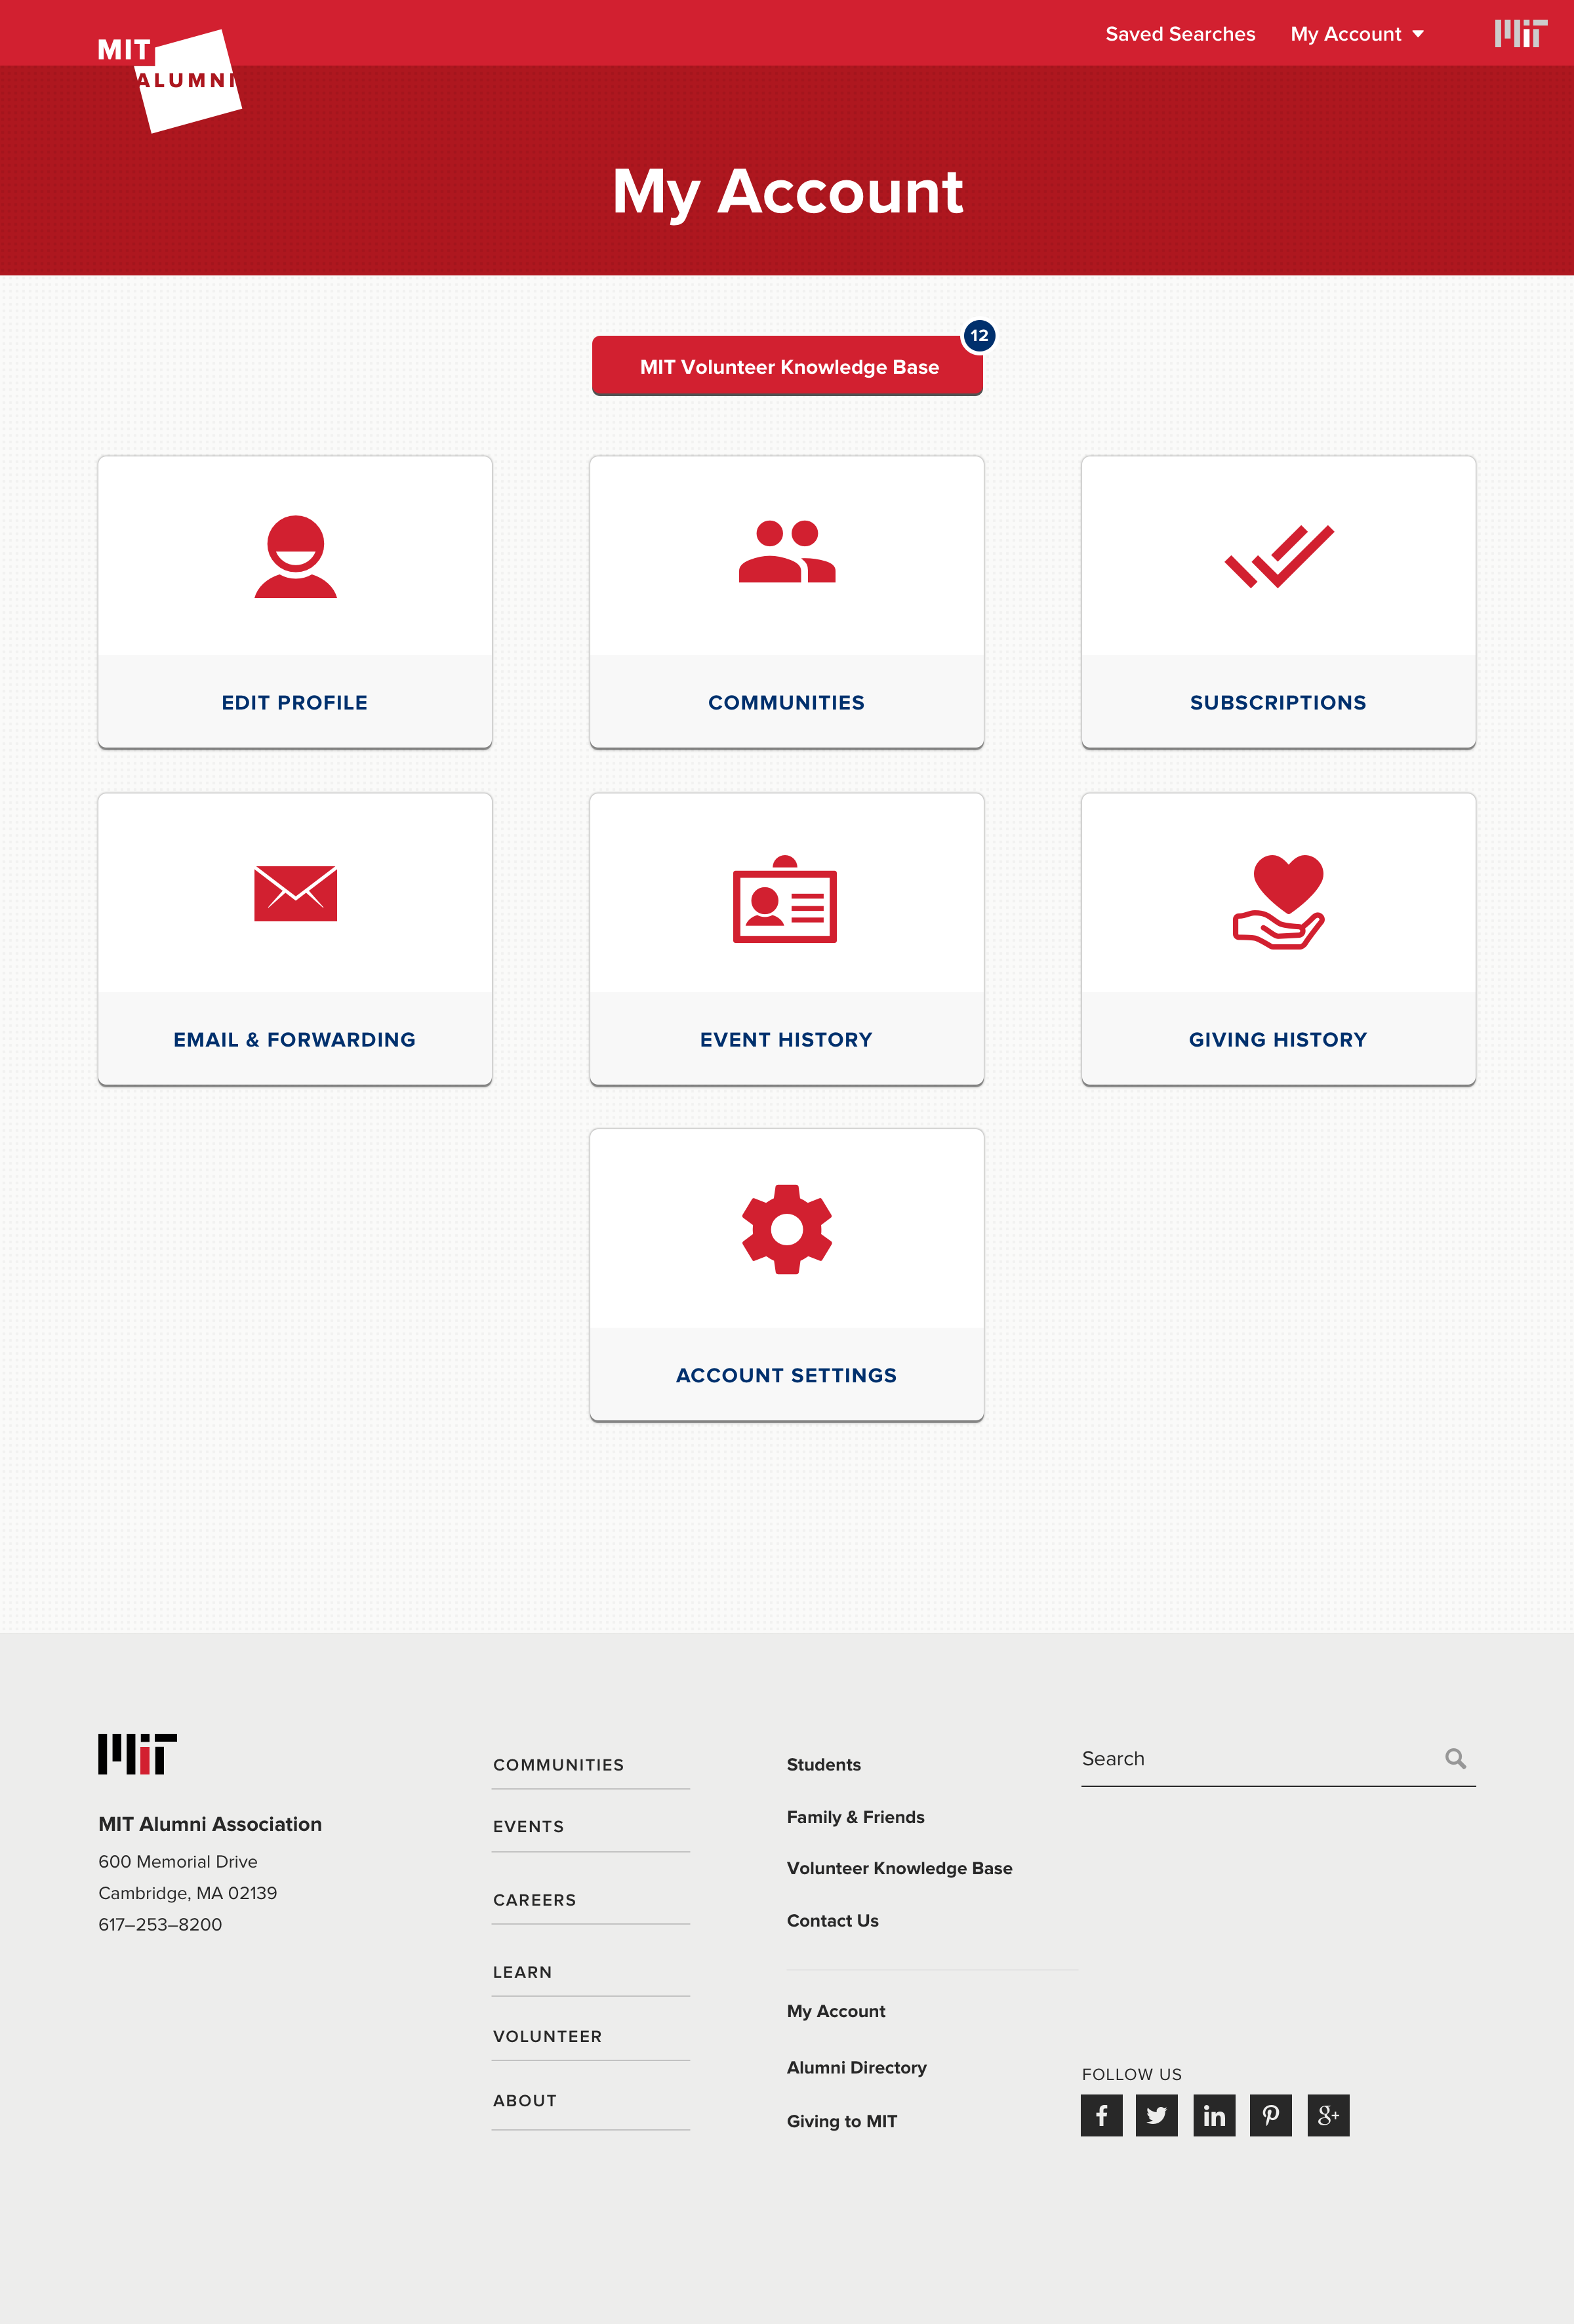 MIT
ALUMNI
Saved Searches
My Account
MIT
My Account
12
MIT Volunteer Knowledge Base
EDIT PROFILE
COMMUNITIES
SUBSCRIPTIONS
EMAIL & FORWARDING
EVENT HISTORY
GIVING HISTORY
ACCOUNT SETTINGS
MIT
MIT Alumni Association
600 Memorial Drive
Cambridge, MA 02139
617–253–8200
COMMUNITIES
EVENTS
CAREERS
LEARN
VOLUNTEER
ABOUT
Students
Family & Friends
Volunteer Knowledge Base
Contact Us
My Account
Alumni Directory
Giving to MIT
Search
FOLLOW US
f
in
g+